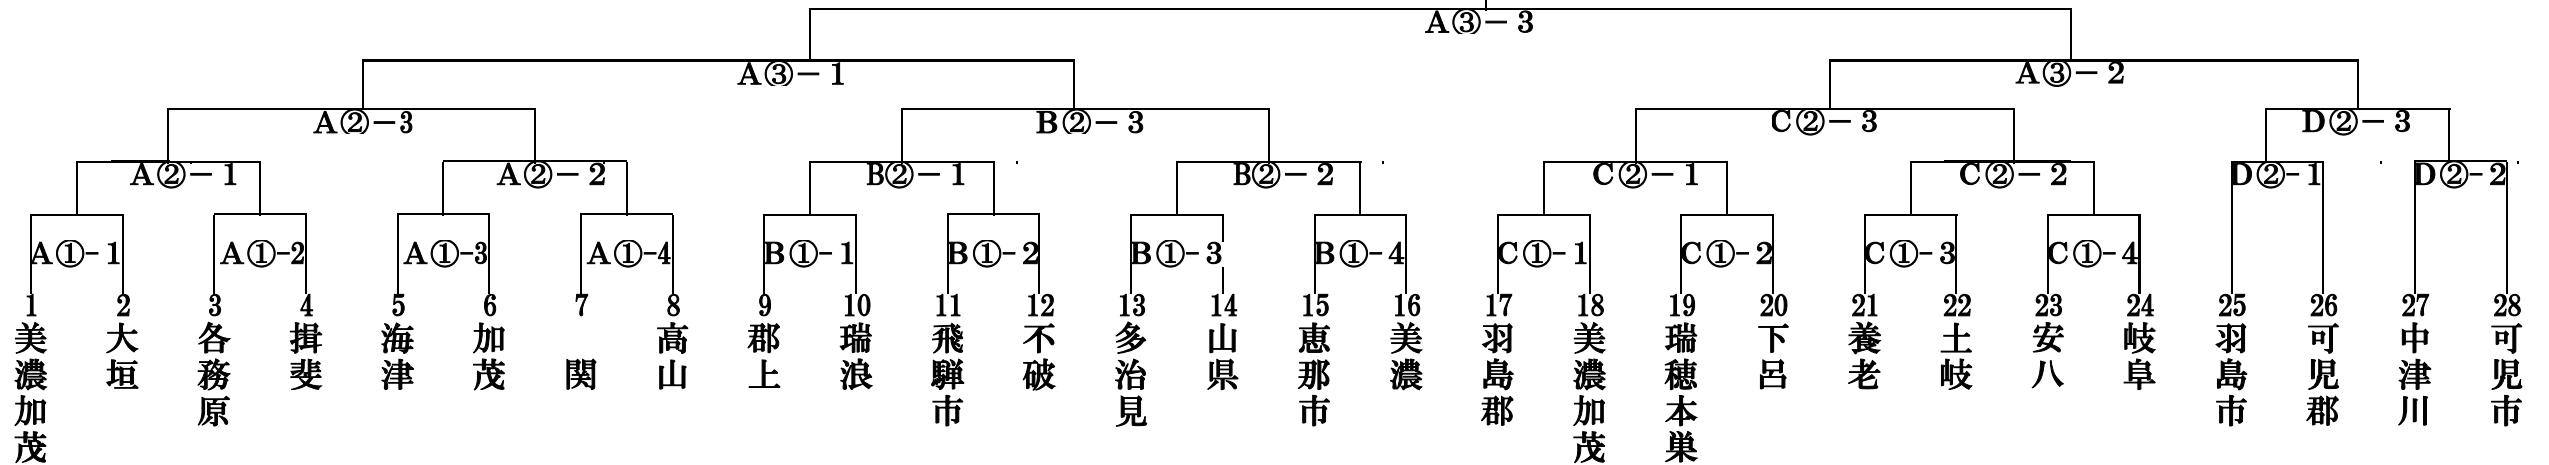 A③－3
A③－1
A③－2
A②－3
B②－3
C②－3
D②－3
A②－1
A②－2
B②－1
B②－2
C②－1
C②－2
D②-1
D②-2
A①-1
A①-2
A①-3
A①-4
B①-1
B①-2
B①-3
B①-4
C①-1
C①-2
C①-3
C①-4
1
2
3
4
5
6
7
8
9
10
11
12
13
14
15
16
17
18
19
20
21
22
23
24
25
26
27
28
美濃加茂
大垣
各務原
揖斐
海津
加茂
関
高山
郡上
瑞浪
飛騨市
不破
多治見
山県
恵那市
美濃
羽島郡
美濃加茂
瑞穂本巣
下呂
養老
土岐
安八
岐阜
羽島市
可児郡
中津川
可児市